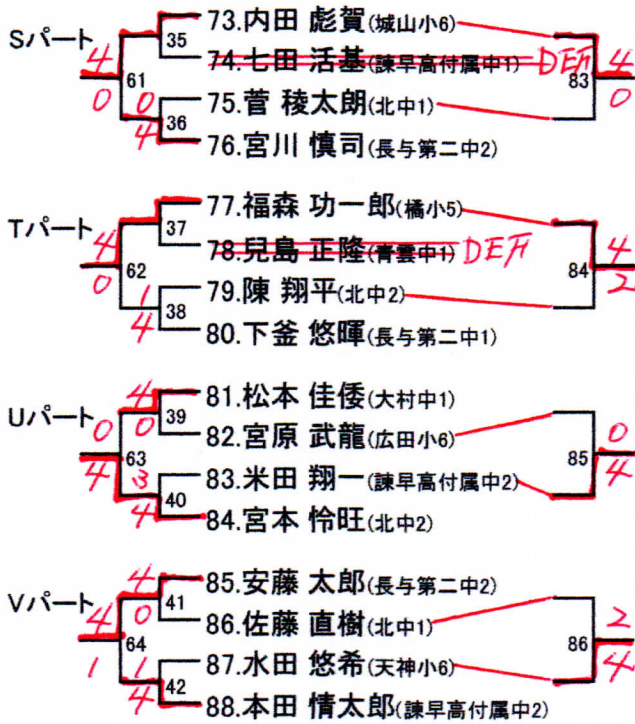 Sパート
73.内田 彪賀(城山小6)
35
4
74.七田 活基(諫早高付属中1) DEF
4
61
83
0
0
75.菅 稜太朗(北中1)
0
36
4
76.宮川 慎司(長与第二中2)
77.福森 功一郎(橘小5)
Tパート
37
4
78.兒島 正隆(青雲中1) DEF
4
62
84
0
1
79.陳 翔平(北中2)
2
38
4
80.下釜 悠暉(長与第二中1)
4
81.松本 佳倭(大村中1)
Uパート
39
0
0
82.宮原 武龍(広田小6)
0
63
85
4
3
83.米田 翔一(諫早高付属中2)
4
40
4
84.宮本 怜旺(北中2)
4
85.安藤 太郎(長与第二中2)
Vパート
41
4
0
86.佐藤 直樹(北中1)
2
64
86
1
1
87.水田 悠希(天神小6)
4
42
4
88.本田 情太郎(諫早高付属中2)